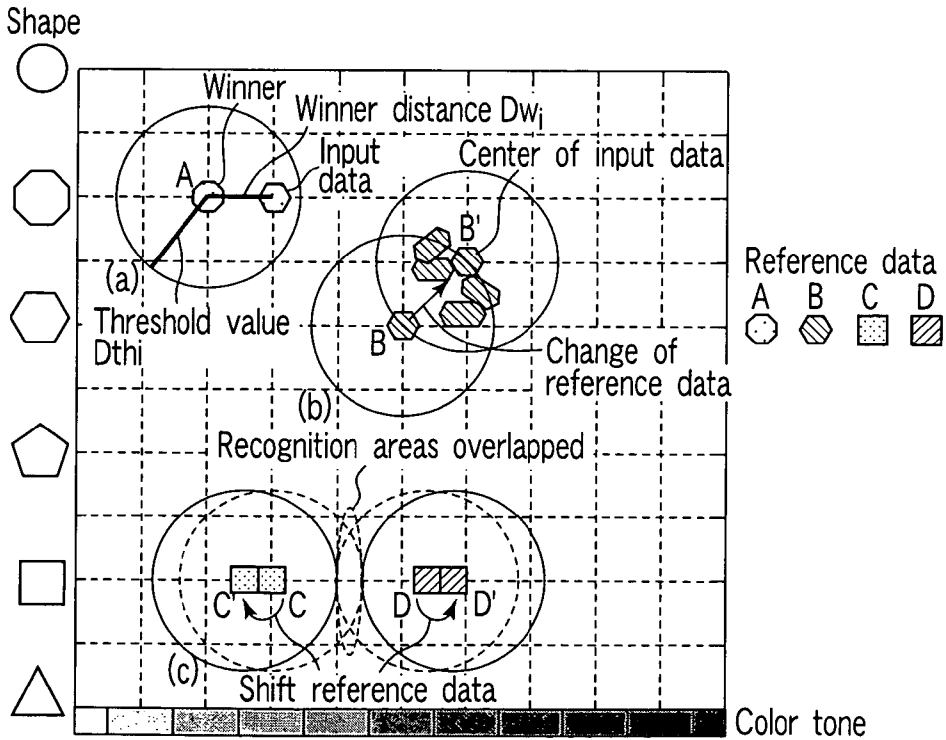 Shape
Winner
Winner distance Dwi
Input
data
Center of input data
A
B'
(a)
Threshold value
Dthi
B
Change of
reference data
(b)
Reference data
A B C D
Recognition areas overlapped
C' C D D'
(c)
Shift reference data
Color tone